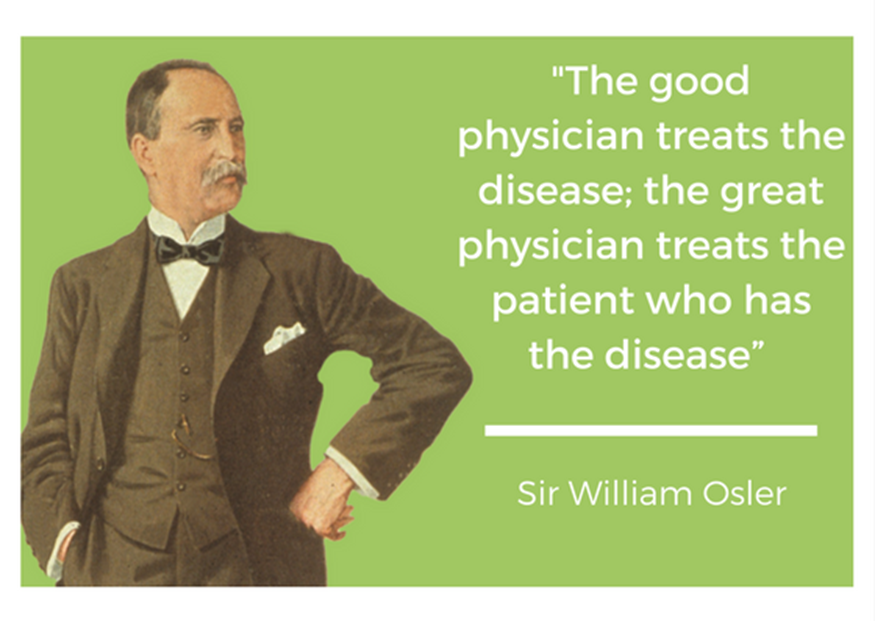 "The good
physician treats the
disease; the great
physician treats the
patient who has
the disease”
Sir William Osler